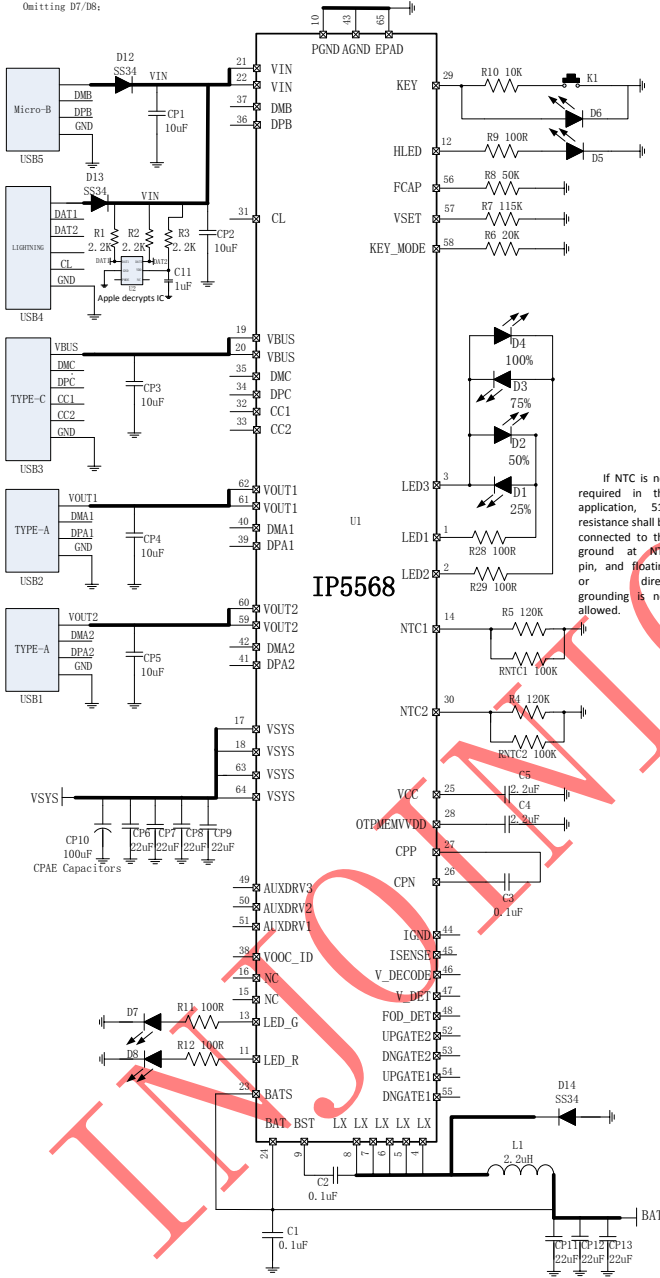 Omitting D7/D8;
10 43 65
PGND AGND EPAD
D12
SS34
VIN
21 VIN
22 VIN
37 DMB
36 DPB
Micro-B
DMB
DPB
GND
USB5
CP1
10uF
29
KEY
R10 10K
K1
D6
12
HLED
R9 100R
D5
56
FCAP
R8 50K
57
VSET
R7 115K
58
KEY_MODE
R6 20K
D13
SS34
VIN
31 CL
LIGHTNING
DAT1
DAT2
CL
GND
USB4
R1
2.2K
R2
2.2K
R3
2.2K
DAT1
DAT2
U2
C11
1uF
CP2
10uF
Apple decrypts IC
19 VBUS
20 VBUS
35 DMC
34 DPC
32 CC1
33 CC2
TYPE-C
VBUS
DMC
DPC
CC1
CC2
GND
USB3
CP3
10uF
D4
100%
D3
75%
D2
50%
D1
25%
3
LED3
1
LED1
R28 100R
2
LED2
R29 100R
If NTC is
required in
application,
resistance shall
connected to
ground at
pin, and
or
grounding is
allowed.
62 VOUT1
61 VOUT1
40 DMA1
39 DPA1
TYPE-A
VOUT1
DMA1
DPA1
GND
USB2
CP4
10uF
U1
IP5568
60 VOUT2
59 VOUT2
42 DMA2
41 DPA2
TYPE-A
VOUT2
DMA2
DPA2
GND
USB1
CP5
10uF
14
NTC1
R5 120K
RNTC1 100K
30
NTC2
R4 120K
RNTC2 100K
17 VSYS
18 VSYS
63 VSYS
64 VSYS
VSYS
CP10
100uF
CPAE Capacitors
CP6
22uF
CP7
22uF
CP8
22uF
CP9
22uF
25
VCC
C5
2.2uF
28
OTPMEMVVDD
C4
2.2uF
27
CPP
26
CPN
C3
0.1uF
49 AUXDRV3
50 AUXDRV2
51 AUXDRV1
38 VOOC_ID
16 NC
15 NC
13 LED_G
11 LED_R
23 BATS
D7
R11 100R
D8
R12 100R
IGND 44
ISENSE 45
V_DECODE 46
V_DET 47
FOD_DET 48
UPGATE2 52
DNGATE2 53
UPGATE1 54
DNGATE1 55
BAT BST LX LX LX LX LX
24 9 8 7 6 5 4
D14
SS34
L1
2.2uH
C2
0.1uF
C1
0.1uF
BAT
CP11
22uF
CP12
22uF
CP13
22uF
INJOINIC